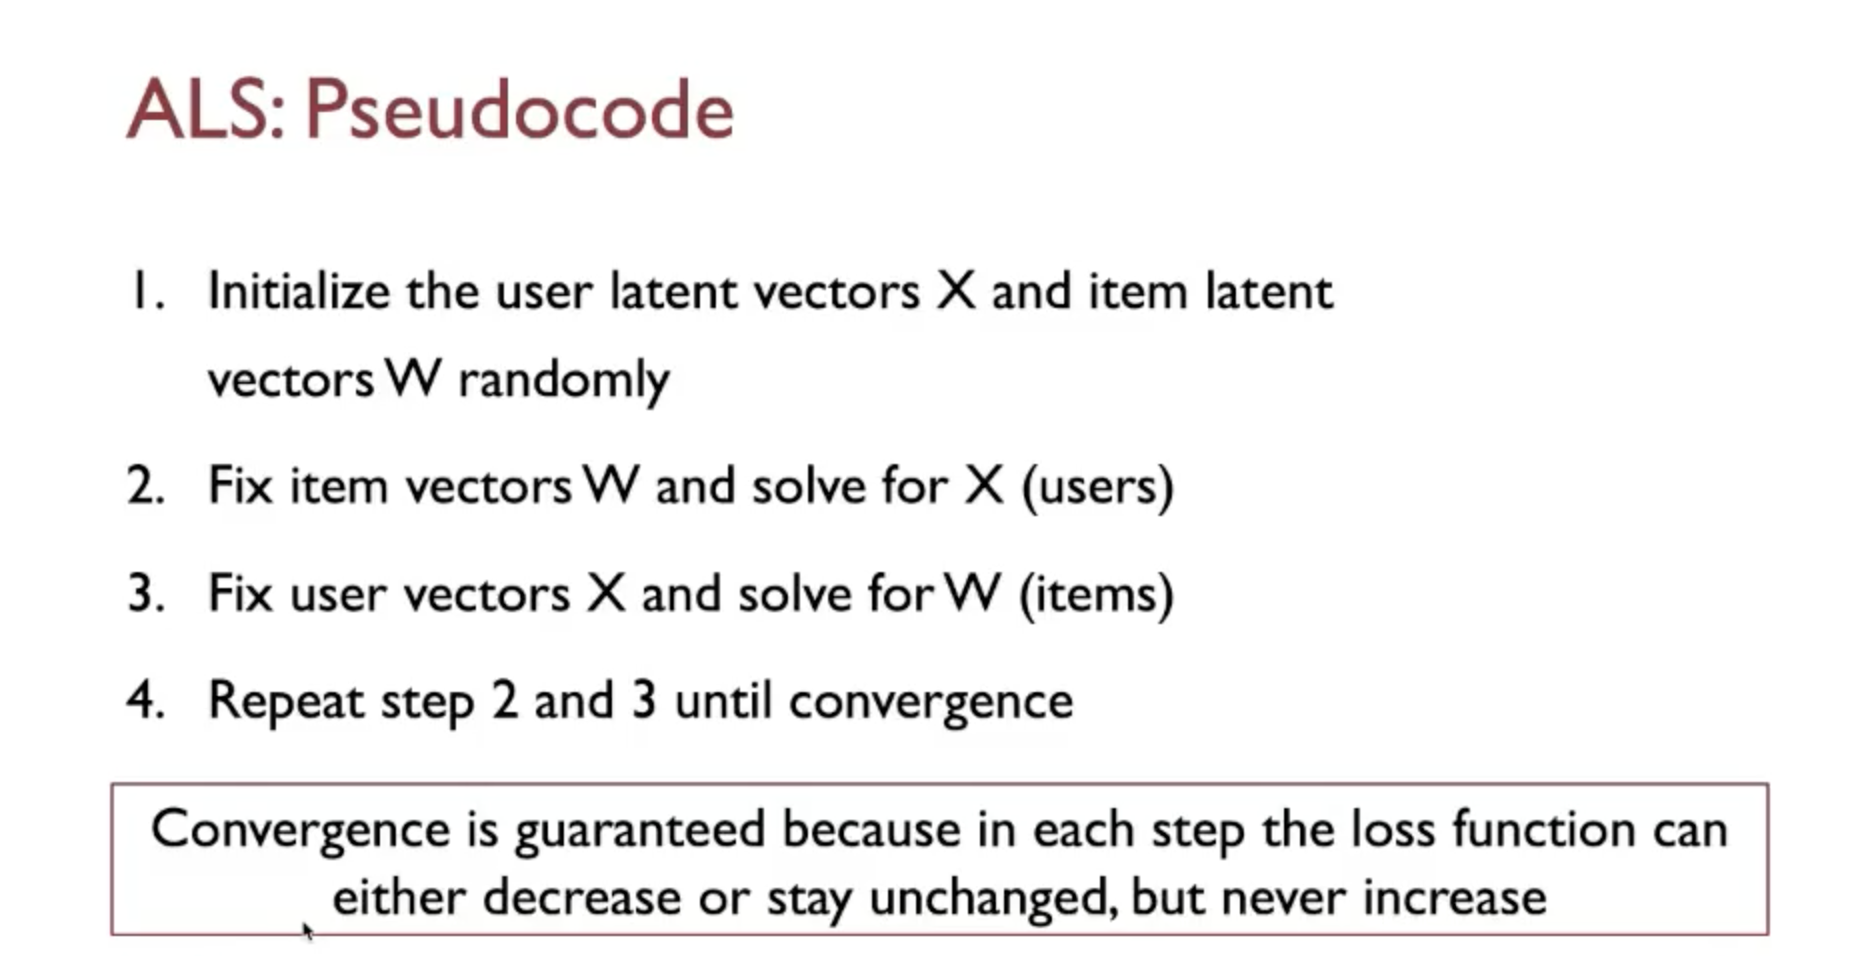 ALS: Pseudocode
1. Initialize the user latent vectors X and item latent
vectors W randomly
2. Fix item vectors W and solve for X (users)
3. Fix user vectors X and solve for W (items)
4. Repeat step 2 and 3 until convergence
Convergence is guaranteed because in each step the loss function can
either decrease or stay unchanged, but never increase